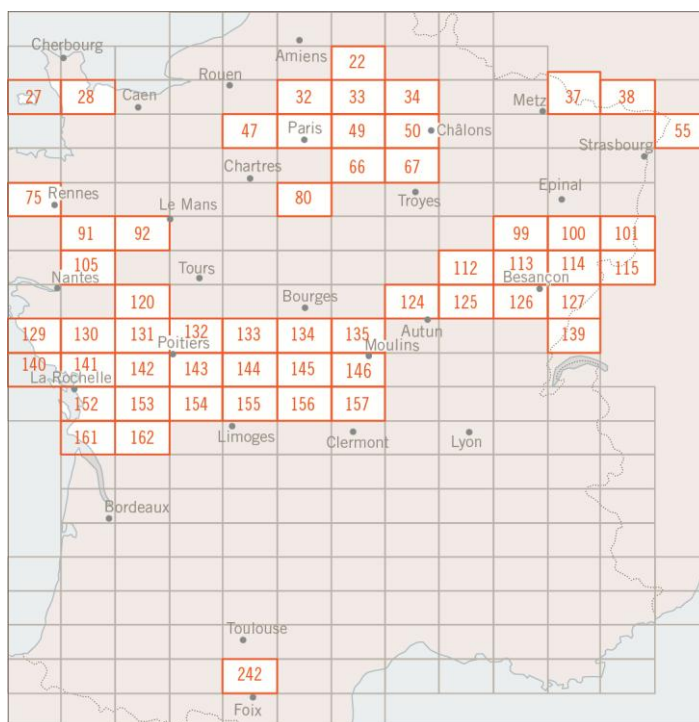 Cherbourg
Amiens
22
Rouen
27 28 Caen 32 33 34 Metz 37 38
47 Paris 49 50 Châlons 55
Strasbourg
Chartres 66 67
75 Rennes 80 Troyes Epinal
Le Mans
91 92 99 100 101
105 Tours 112 113 114 115
Nantes Besançon
120 Bourges 124 125 126 127
129 130 131 132 133 134 135 Autun 139
Poitiers Moulins
140 141 142 143 144 145 146
La Rochelle
152 153 154 155 156 157
161 162 Limoges Clermont Lyon
Bordeaux
Toulouse
242
Foix